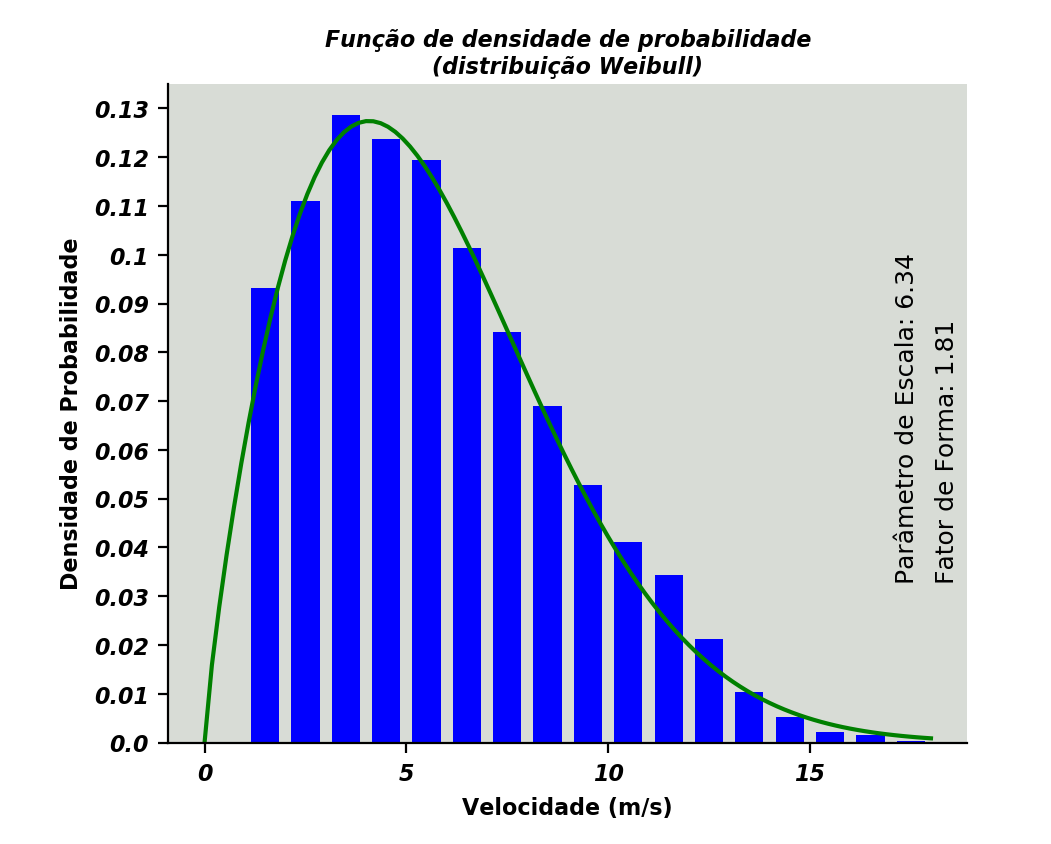 Função de densidade de probabilidade
(distribuição Weibull)
0.13
0.12
0.11
0.1
0.09
0.08
0.07
0.06
0.05
0.04
0.03
0.02
0.01
0.0
Densidade de Probabilidade
0 5 10 15
Velocidade (m/s)
Parâmetro de Escala: 6.34
Fator de Forma: 1.81